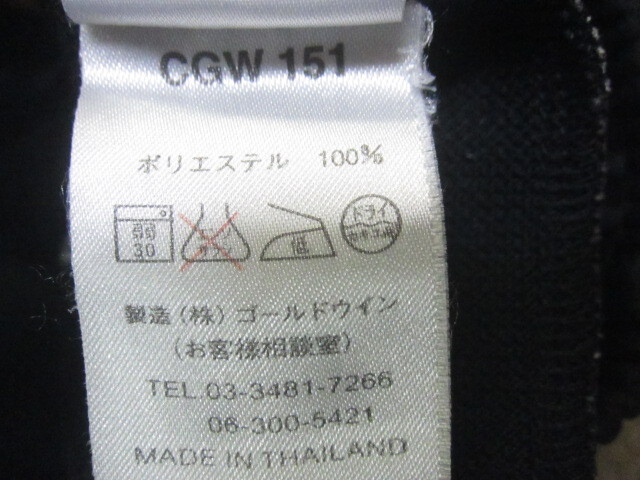 CGW 151
ポリエステル 100%
弱 30 低 ドライ
製造(株)ゴールドウイン
(お客様相談室)
TEL.03-3481-7266
06-300-5421
MADE IN THAILAND